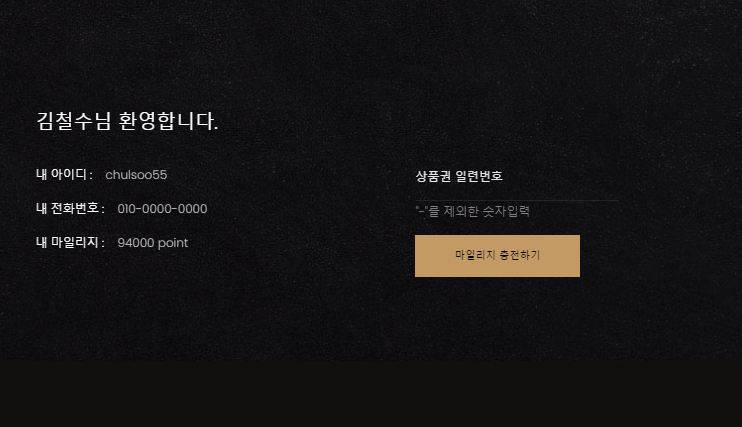 김철수님 환영합니다.
내 아이디 : chulsoo55
내 전화번호 : 010-0000-0000
내 마일리지 : 94000 point
상품권 일련번호
"-"를 제외한 숫자입력
마일리지 충전하기